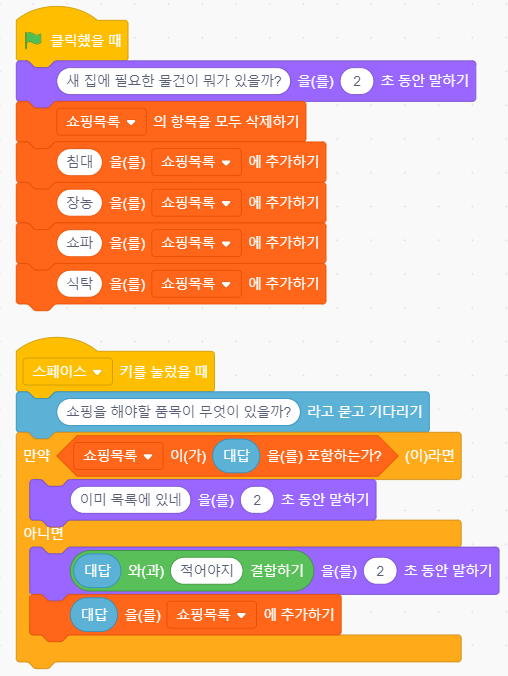 클릭했을 때
새 집에 필요한 물건이 뭐가 있을까? 을(를) 2 초 동안 말하기
쇼핑목록 의 항목을 모두 삭제하기
침대 을(를) 쇼핑목록 에 추가하기
장농 을(를) 쇼핑목록 에 추가하기
쇼파 을(를) 쇼핑목록 에 추가하기
식탁 을(를) 쇼핑목록 에 추가하기
스페이스 키를 눌렀을 때
쇼핑을 해야할 품목이 무엇이 있을까? 라고 묻고 기다리기
만약 쇼핑목록 이(가) 대답 을(를) 포함하는가? (이)라면
이미 목록에 있네 을(를) 2 초 동안 말하기
아니면
대답 와(과) 적어야지 결합하기 을(를) 2 초 동안 말하기
대답 을(를) 쇼핑목록 에 추가하기